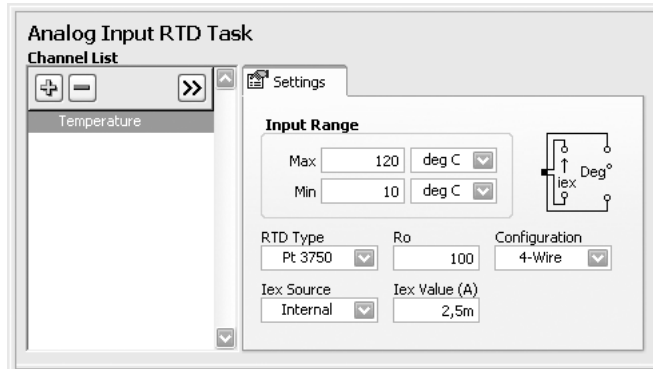 Analog Input RTD Task
Channel List
Settings
Temperature
Input Range
Max 120 deg C
Min 10 deg C
iex Deg°
RTD Type Ro Configuration
Pt 3750 100 4-Wire
Iex Source Iex Value (A)
Internal 2,5m